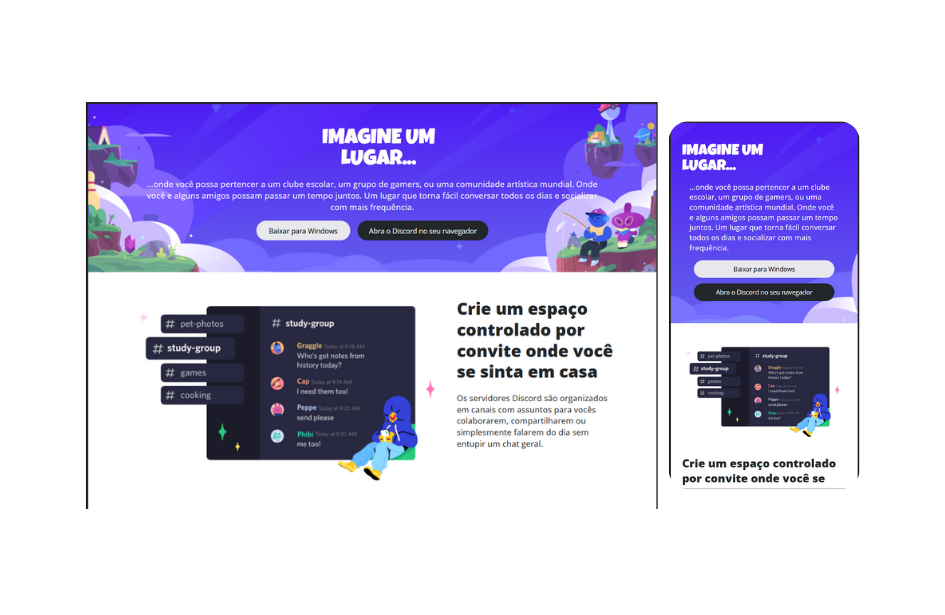 IMAGINE UM
LUGAR...
...onde você possa pertencer a um clube escolar, um grupo de gamers, ou uma comunidade artística mundial. Onde
você e alguns amigos possam passar um tempo juntos. Um lugar que torna fácil conversar todos os dias e socializar
com mais frequência.
Baixar para Windows
Abra o Discord no seu navegador
# pet-photos
# study-group
# games
# cooking
# study-group
Graggle Today at 9:18 AM
Who's got notes from
history today?
Cap Today at 9:19 AM
I need them too!
Peppe Today at 9:22 AM
send please
Phibi Today at 9:30 AM
me too!
Crie um espaço
controlado por
convite onde você
se sinta em casa
Os servidores Discord são organizados
em canais com assuntos para vocês
colaborarem, compartilharem ou
simplesmente falarem do dia sem
entupir um chat geral.
IMAGINE UM
LUGAR...
...onde você possa pertencer a um clube
escolar, um grupo de gamers, ou uma
comunidade artística mundial. Onde você
e alguns amigos possam passar um tempo
juntos. Um lugar que torna fácil conversar
todos os dias e socializar com mais
frequência.
Baixar para Windows
Abra o Discord no seu navegador
# pet-photos
# study-group
# games
# cooking
# study-group
Graggle
Who's got notes from
history today?
Cap
I need them too!
Peppe
send please
Phibi
me too!
Crie um espaço controlado
por convite onde você se